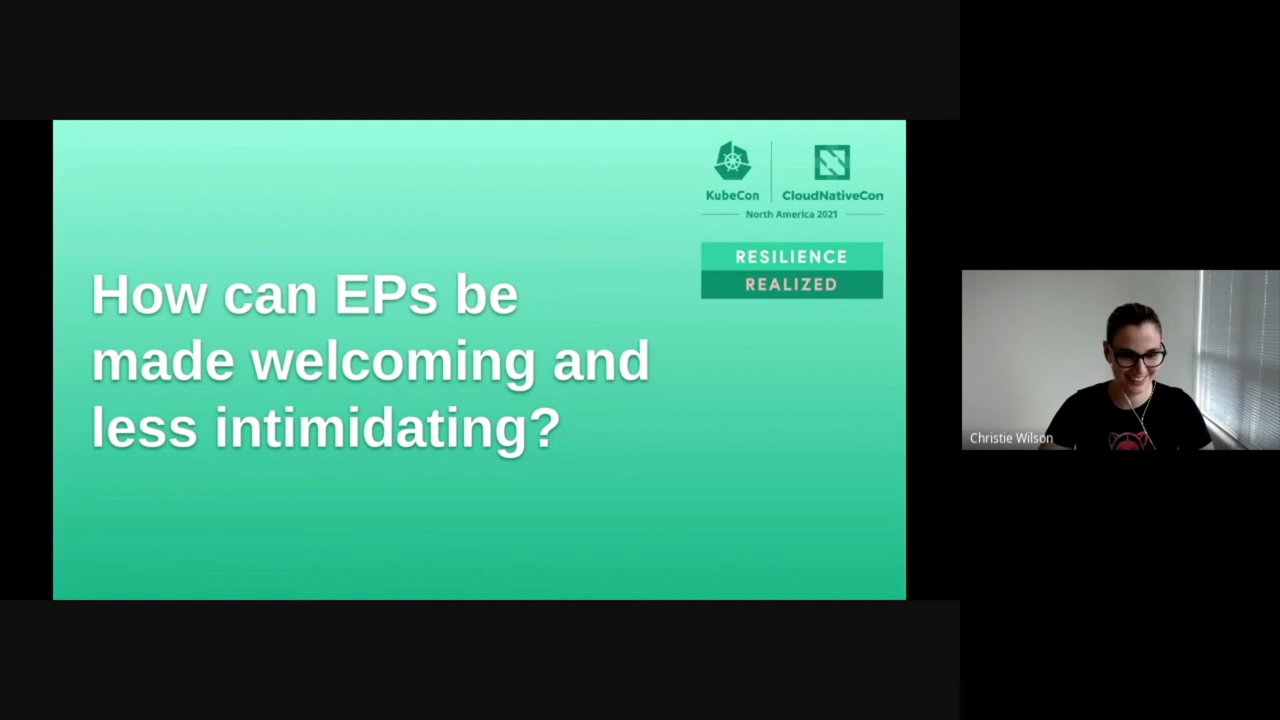 KubeCon
CloudNativeCon
North America 2021
RESILIENCE
REALIZED
How can EPs be
made welcoming and
less intimidating?
Christie Wilson